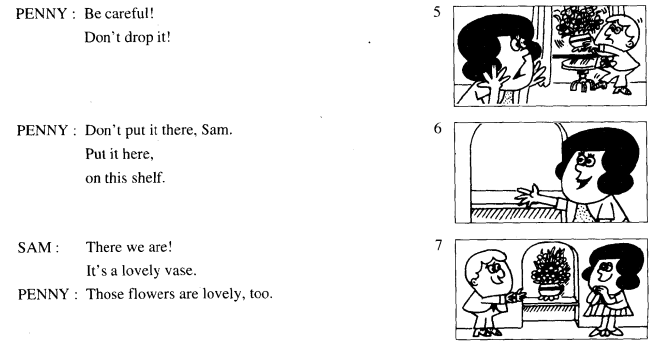 PENNY : Be careful!
Don't drop it!
5
PENNY : Don't put it there, Sam.
Put it here,
on this shelf.
6
SAM : There we are!
It's a lovely vase.
PENNY : Those flowers are lovely, too.
7